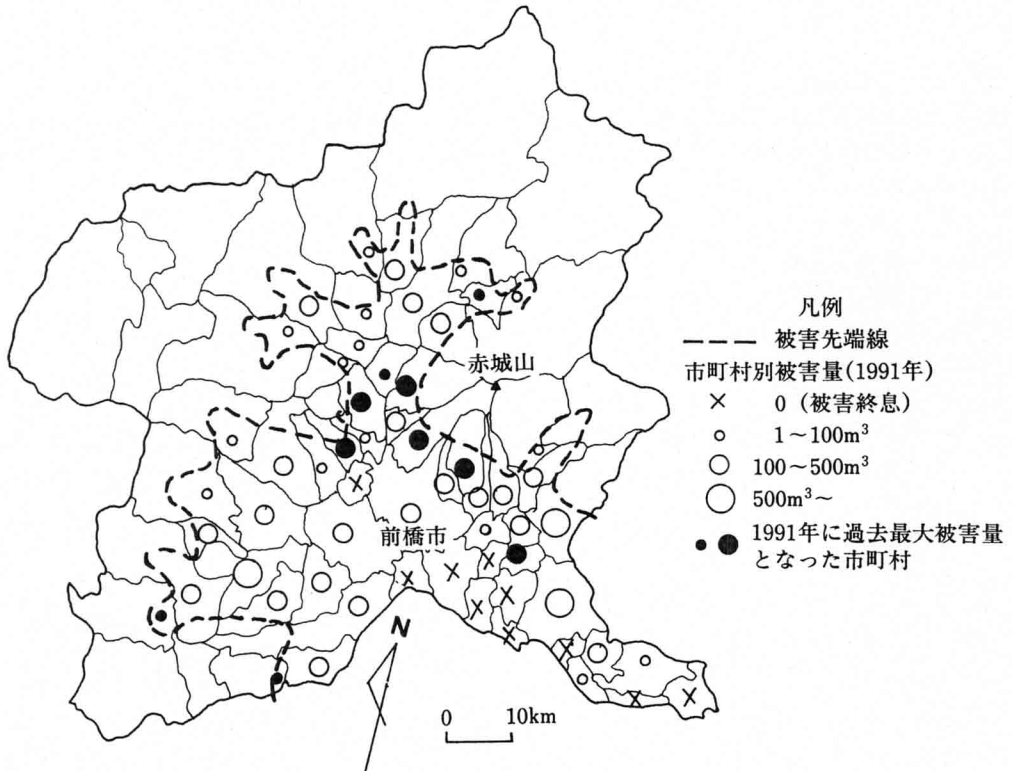 赤城山
前橋市
N
0 10km
凡例
被害先端線
市町村別被害量(1991年)
× 0 (被害終息)
1～100m³
100～500m³
500m³～
1991年に過去最大被害量
となった市町村